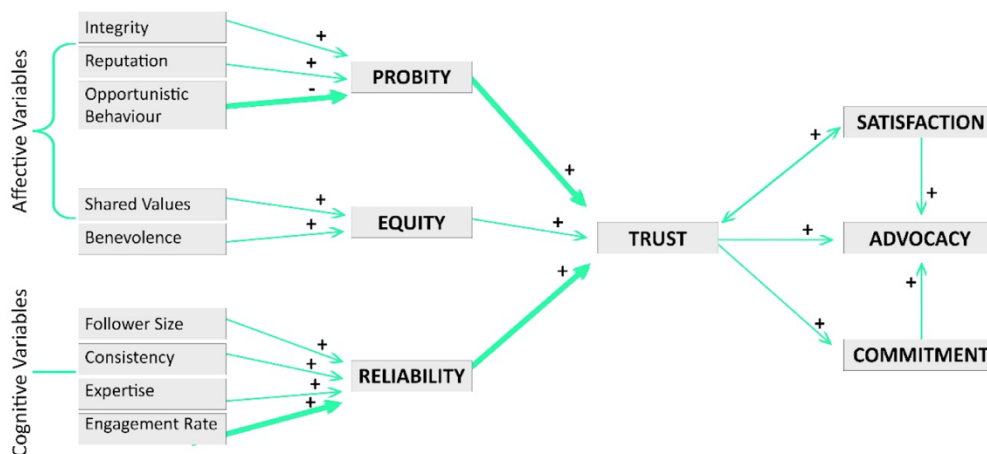 Affective Variables
Integrity
Reputation
Opportunistic
Behaviour
Shared Values
Benevolence
Cognitive Variables
Follower Size
Consistency
Expertise
Engagement Rate
+
+
-
PROBITY
+
+
EQUITY
+
+
+
+
RELIABILITY
+
+
+
TRUST
+
+
+
SATISFACTION
+
ADVOCACY
+
COMMITMENT